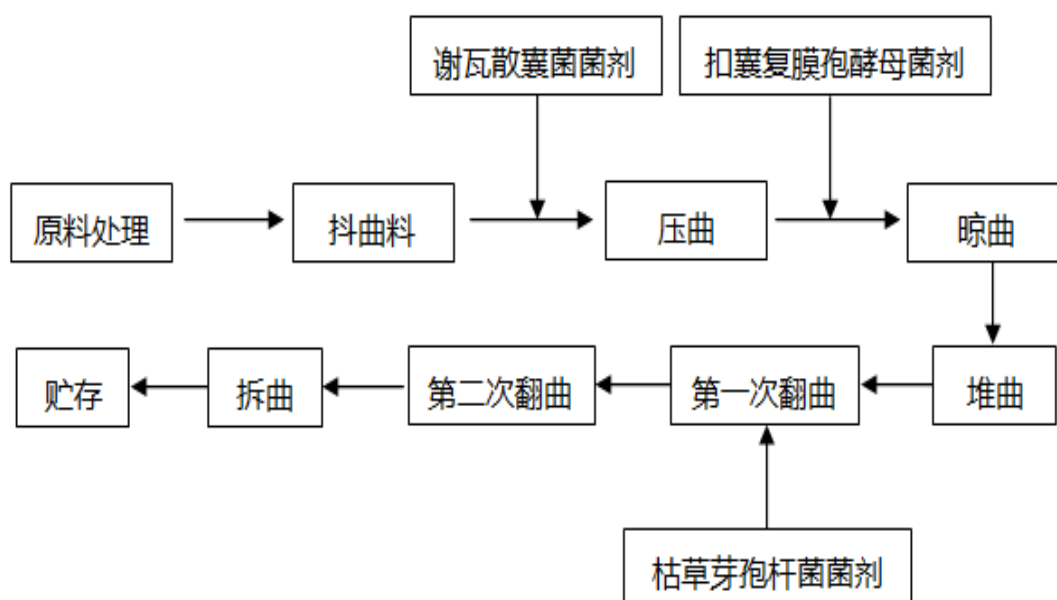 谢瓦散囊菌菌剂
扣囊复膜孢酵母菌剂
原料处理
抖曲料
压曲
晾曲
贮存
拆曲
第二次翻曲
第一次翻曲
堆曲
枯草芽孢杆菌菌剂